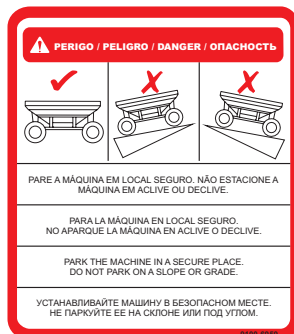 PERIGO / PELIGRO / DANGER / ОПАСНОСТЬ
PARE A MÁQUINA EM LOCAL SEGURO. NÃO ESTACIONE A
MÁQUINA EM ACLIVE OU DECLIVE.
PARA LA MÁQUINA EN LOCAL SEGURO.
NO APARQUE LA MÁQUINA EN ACLIVE O DECLIVE.
PARK THE MACHINE IN A SECURE PLACE.
DO NOT PARK ON A SLOPE OR GRADE.
УСТАНАВЛИВАЙТЕ МАШИНУ В БЕЗОПАСНОМ МЕСТЕ.
НЕ ПАРКУЙТЕ ЕЕ НА СКЛОНЕ ИЛИ ПОД УГЛОМ.